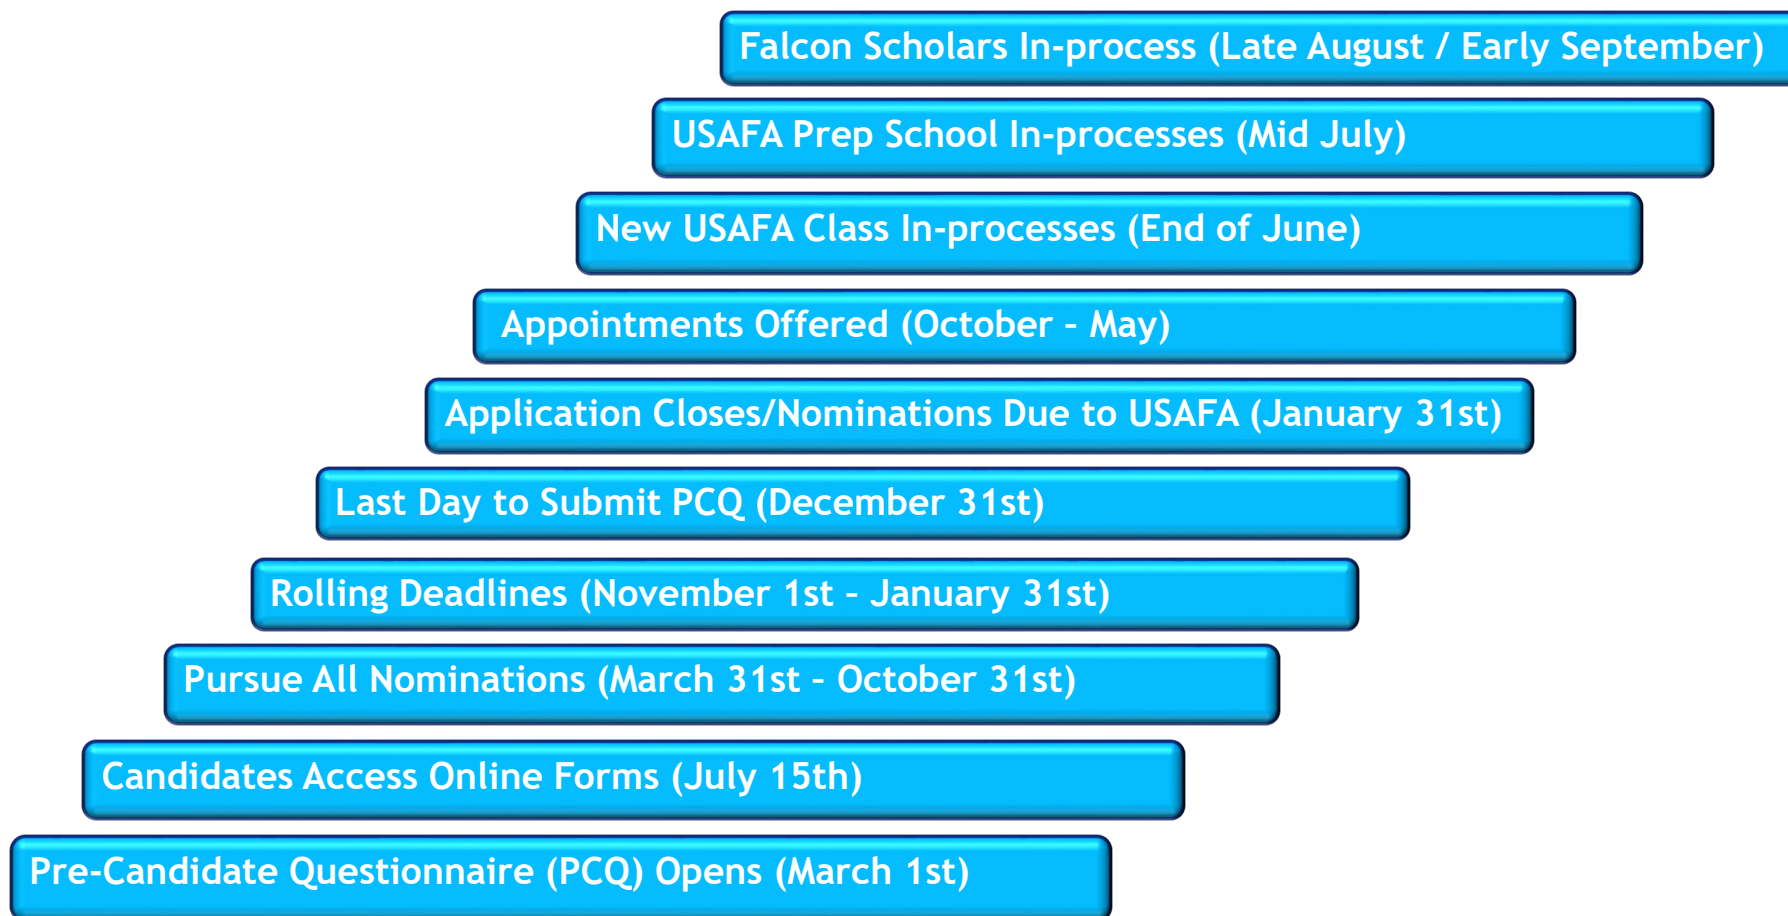 Falcon Scholars In-process (Late August / Early September)
USAFA Prep School In-processes (Mid July)
New USAFA Class In-processes (End of June)
Appointments Offered (October – May)
Application Closes/Nominations Due to USAFA (January 31st)
Last Day to Submit PCQ (December 31st)
Rolling Deadlines (November 1st – January 31st)
Pursue All Nominations (March 31st – October 31st)
Candidates Access Online Forms (July 15th)
Pre-Candidate Questionnaire (PCQ) Opens (March 1st)